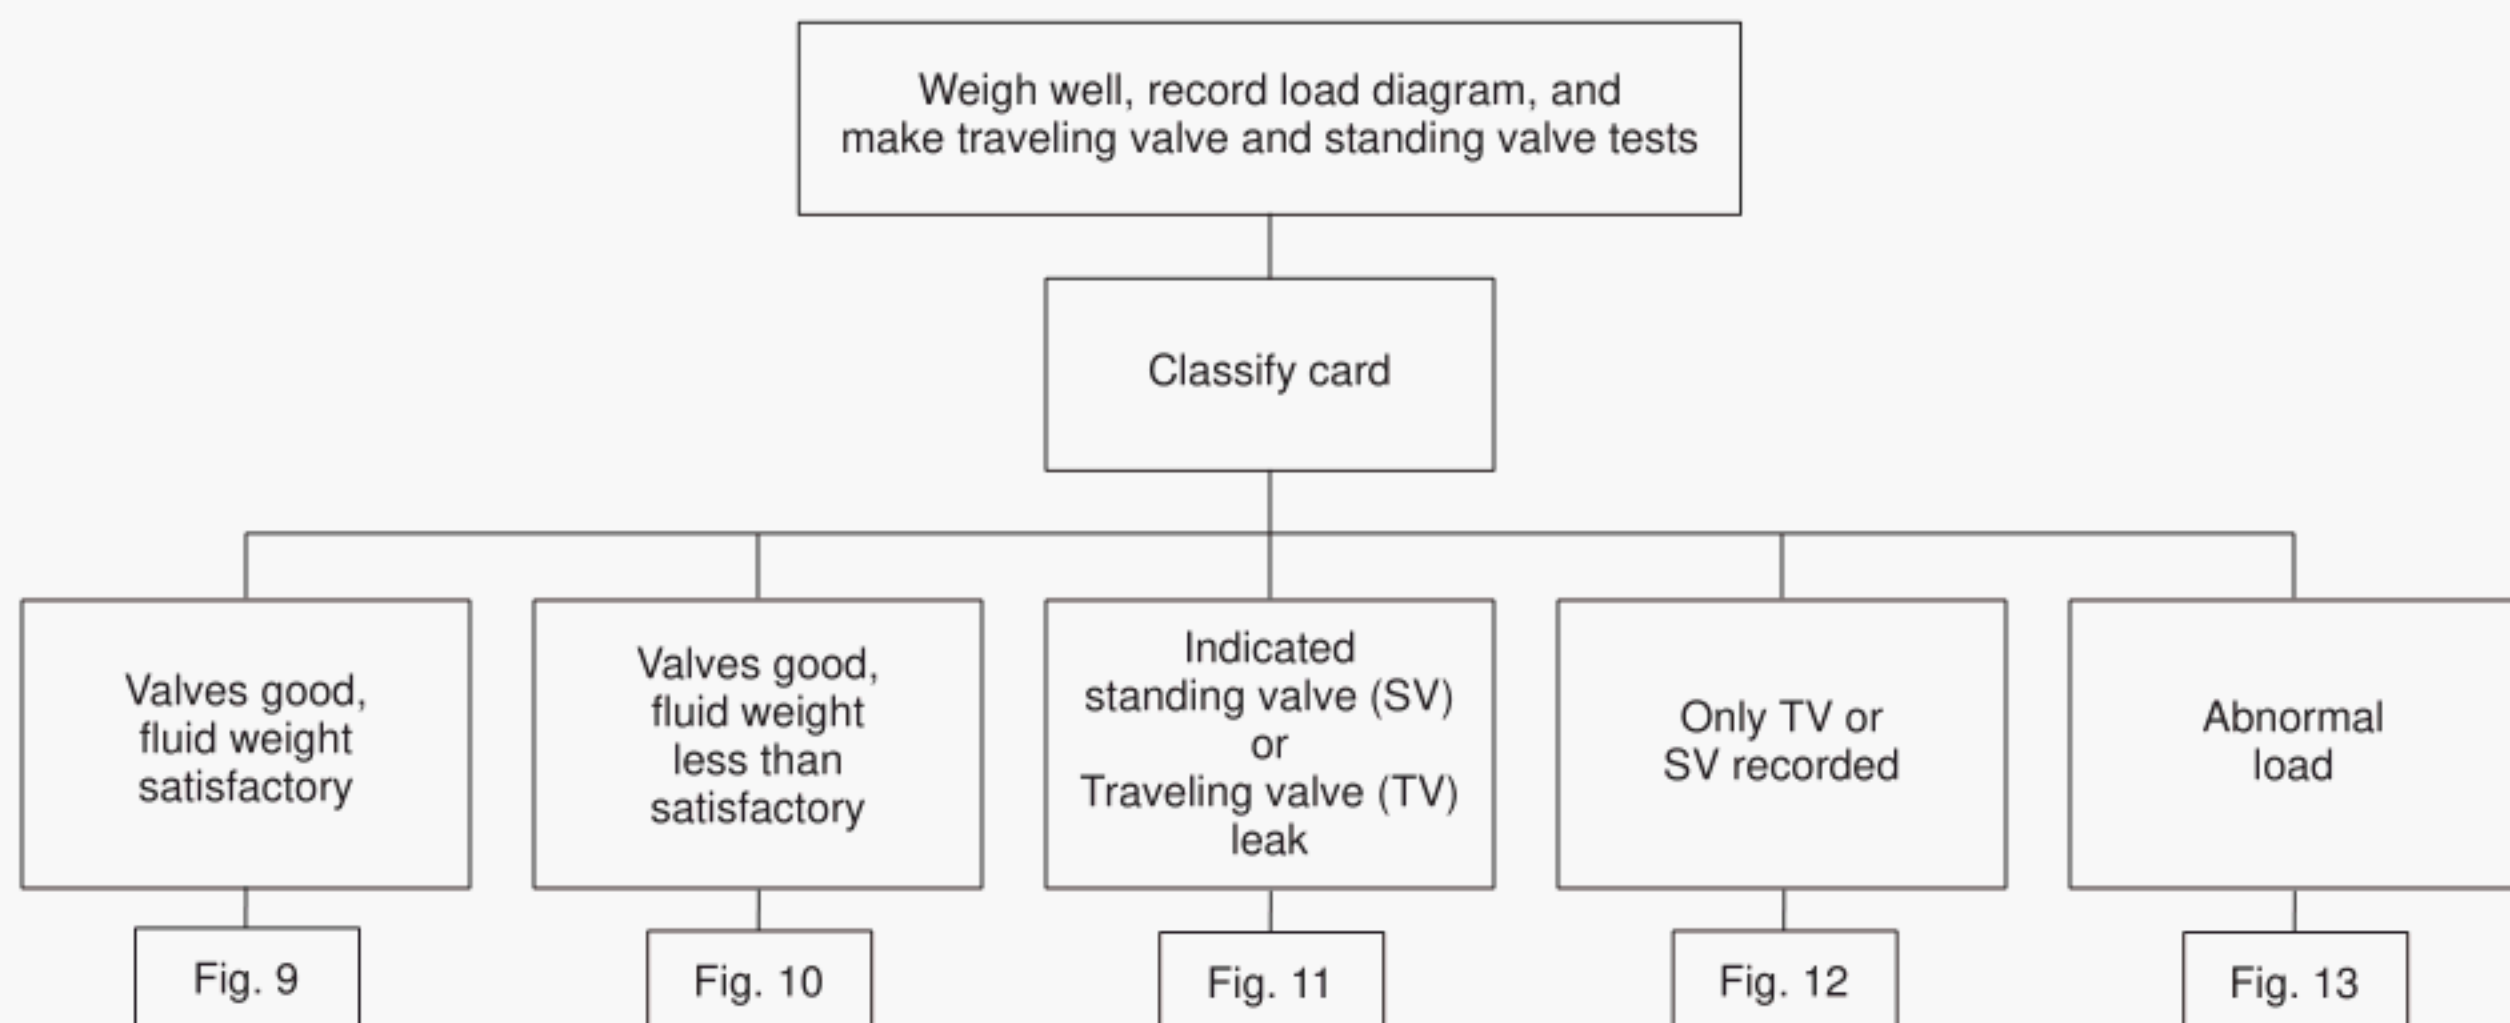 Weigh well, record load diagram, and
make traveling valve and standing valve tests
Classify card
Valves good,
fluid weight
satisfactory
Valves good,
fluid weight
less than
satisfactory
Indicated
standing valve (SV)
or
Traveling valve (TV)
leak
Only TV or
SV recorded
Abnormal
load
Fig. 9
Fig. 10
Fig. 11
Fig. 12
Fig. 13